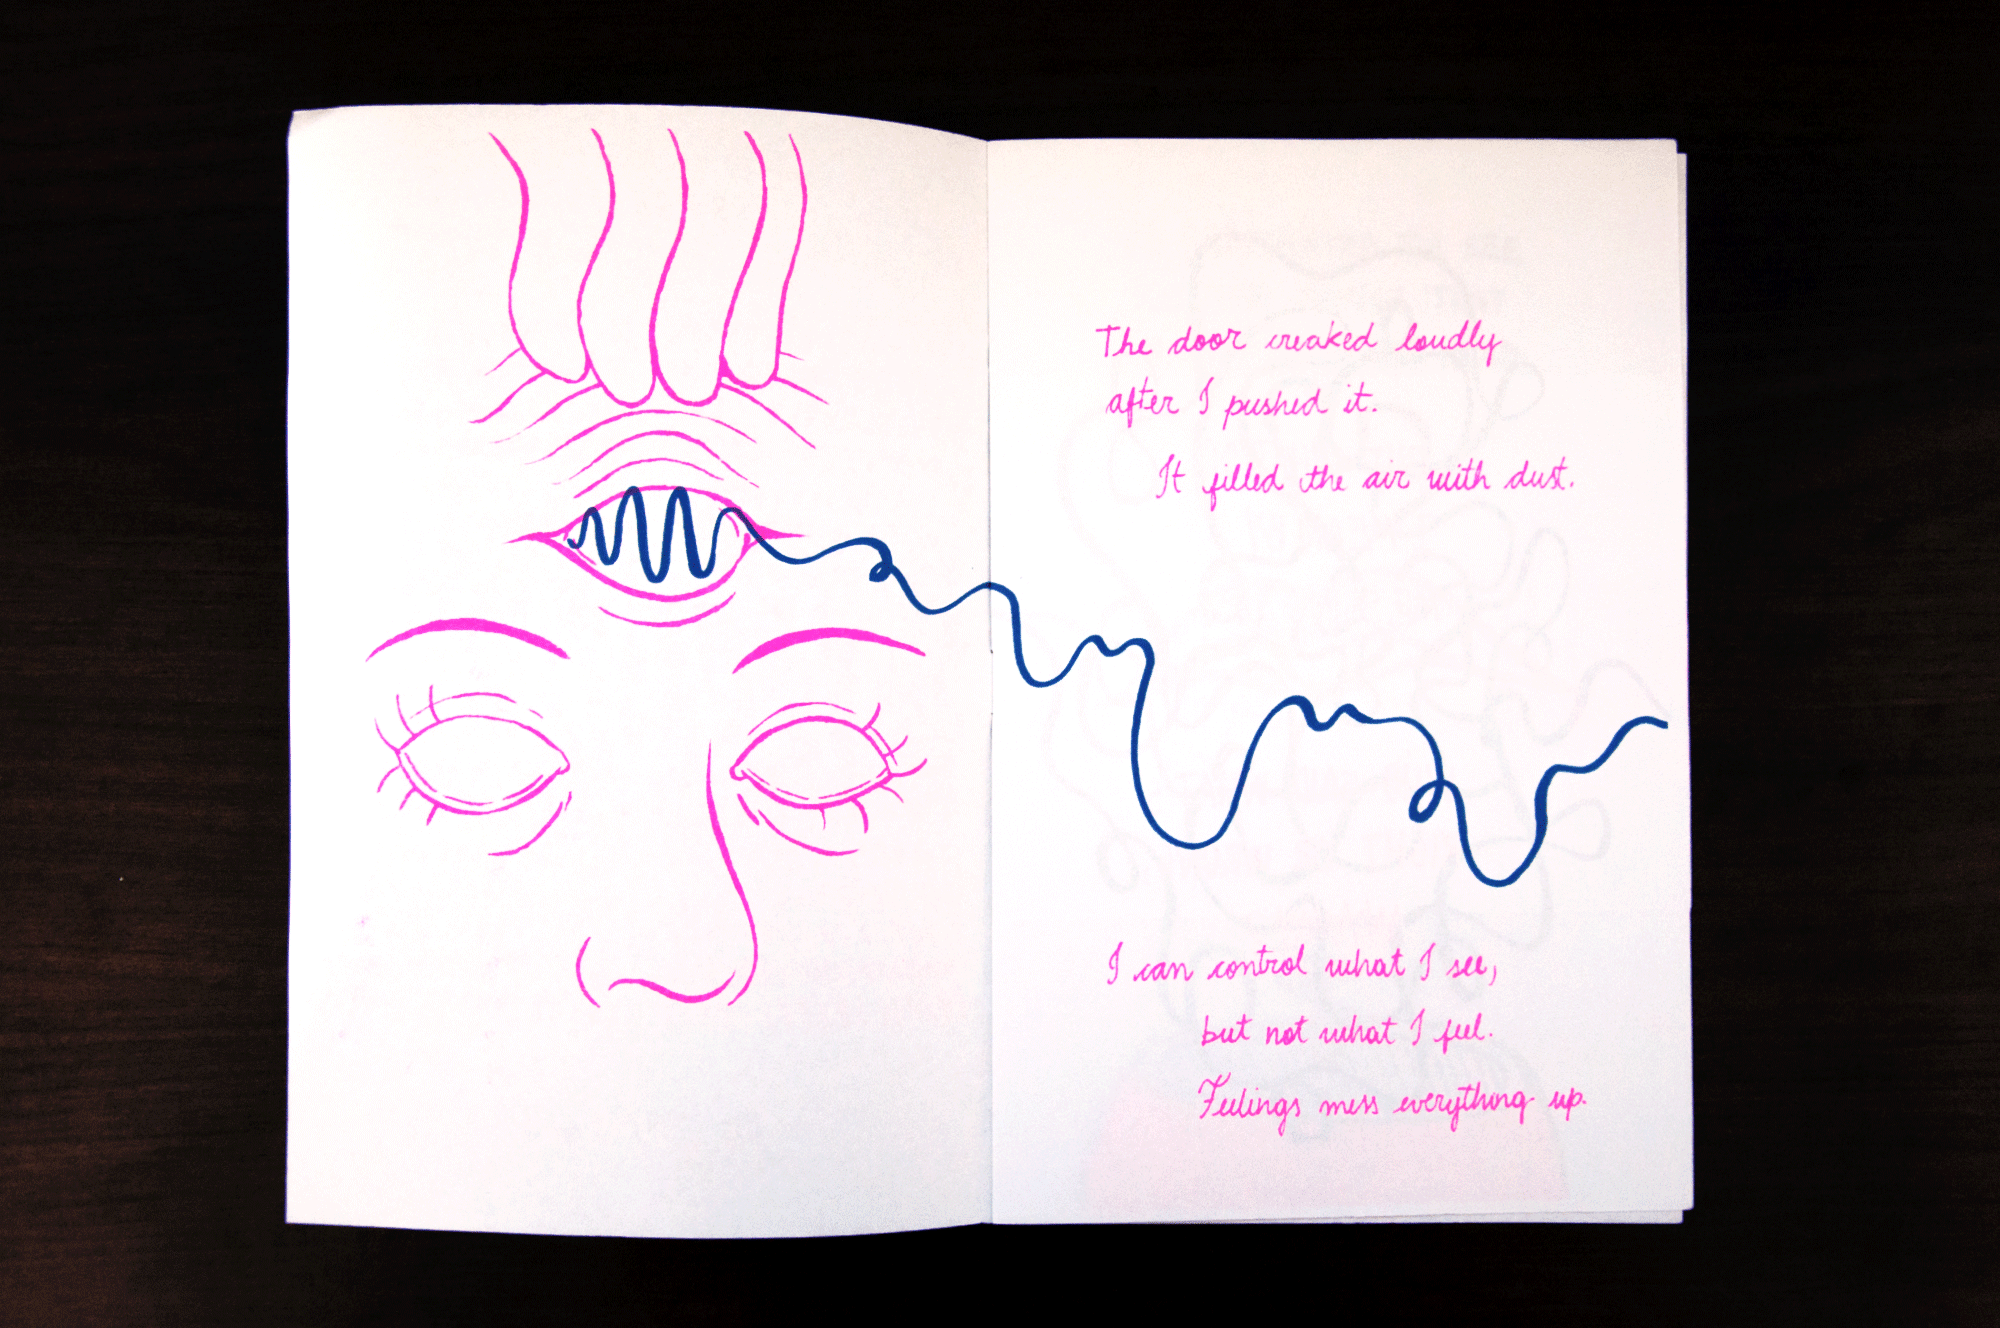 The door creaked loudly
after I pushed it.
It filled the air with dust.
I can control what I see,
but not what I feel.
Feelings mess everything up.